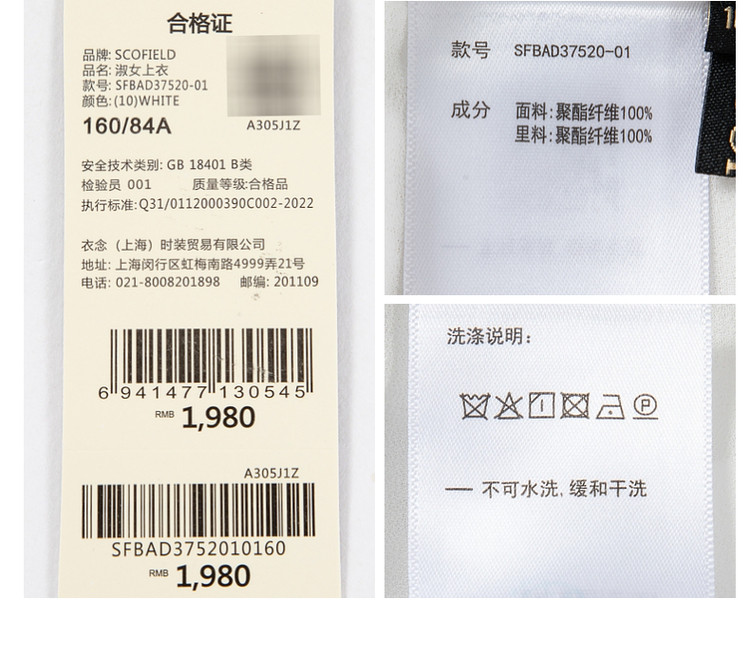 合格证
品牌: SCOFIELD
品名: 淑女上衣
款号: SFBAD37520-01
颜色: (10)WHITE
160/84A
A305J1Z
安全技术类别: GB 18401 B类
检验员 001 质量等级:合格品
执行标准:Q31/0112000390C002-2022
衣念（上海）时装贸易有限公司
地址: 上海闵行区虹梅南路4999弄21号
电话: 021-8008201898 邮编: 201109
6 941477 130545
RMB 1,980
A305J1Z
SFBAD3752010160
RMB 1,980
款号 SFBAD37520-01
成分 面料:聚酯纤维100%
里料:聚酯纤维100%
洗涤说明:
P
— 不可水洗, 缓和干洗